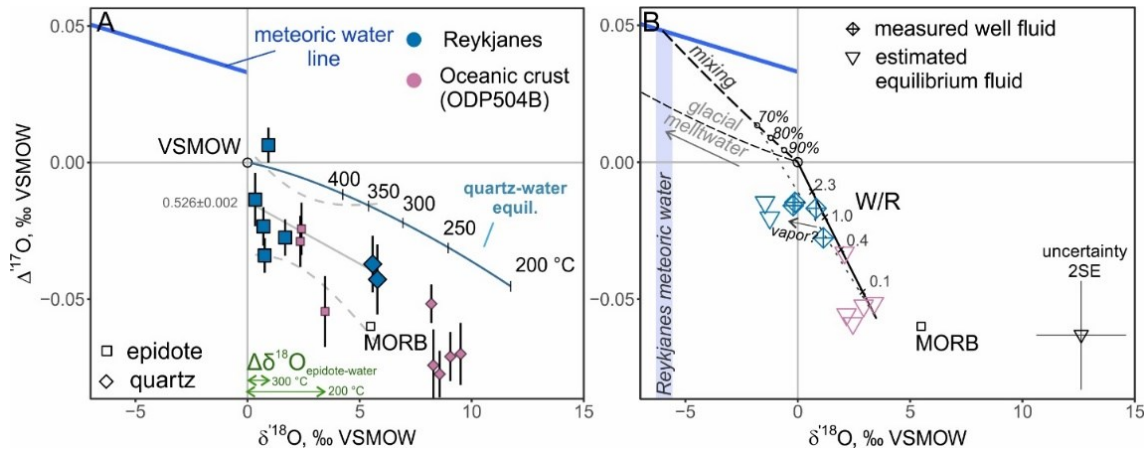 A
meteoric water
line
Reykjanes
Oceanic crust
(ODP504B)
VSMOW
0.526±0.002
400
350
300
250
200 °C
quartz-water
equil.
MORB
epidote
quartz
Δδ'¹⁸O epidote-water
300 °C
200 °C
0.05
0.00
−0.05
Δ'¹⁷O, ‰ VSMOW
−5
0
5
10
15
δ'¹⁸O, ‰ VSMOW
B
measured well fluid
estimated
equilibrium fluid
mixing
glacial
meltwater
70%
80%
90%
2.3
1.0
0.4
0.1
W/R
vapor?
Reykjanes meteoric water
MORB
uncertainty
2SE
0.05
0.00
−0.05
−5
0
5
10
15
δ'¹⁸O, ‰ VSMOW